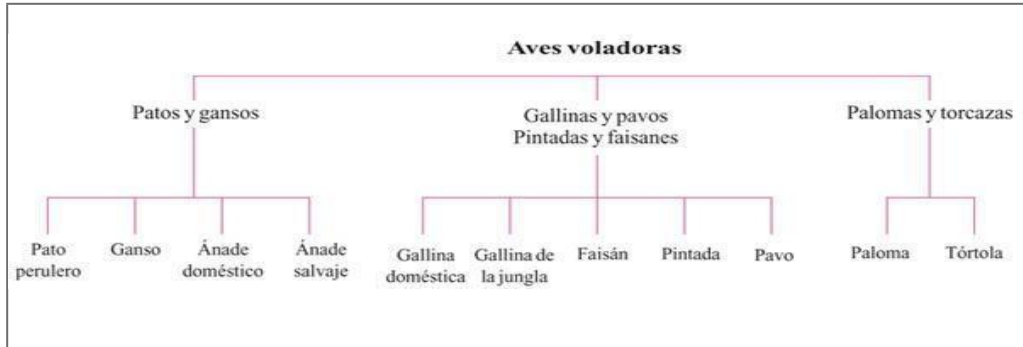 Aves voladoras
Patos y gansos
Gallinas y pavos
Pintadas y faisanes
Palomas y torcazas
Pato
perulero
Ganso
Ánade
doméstico
Ánade
salvaje
Gallina
doméstica
Gallina de
la jungla
Faisán
Pintada
Pavo
Paloma
Tórtola